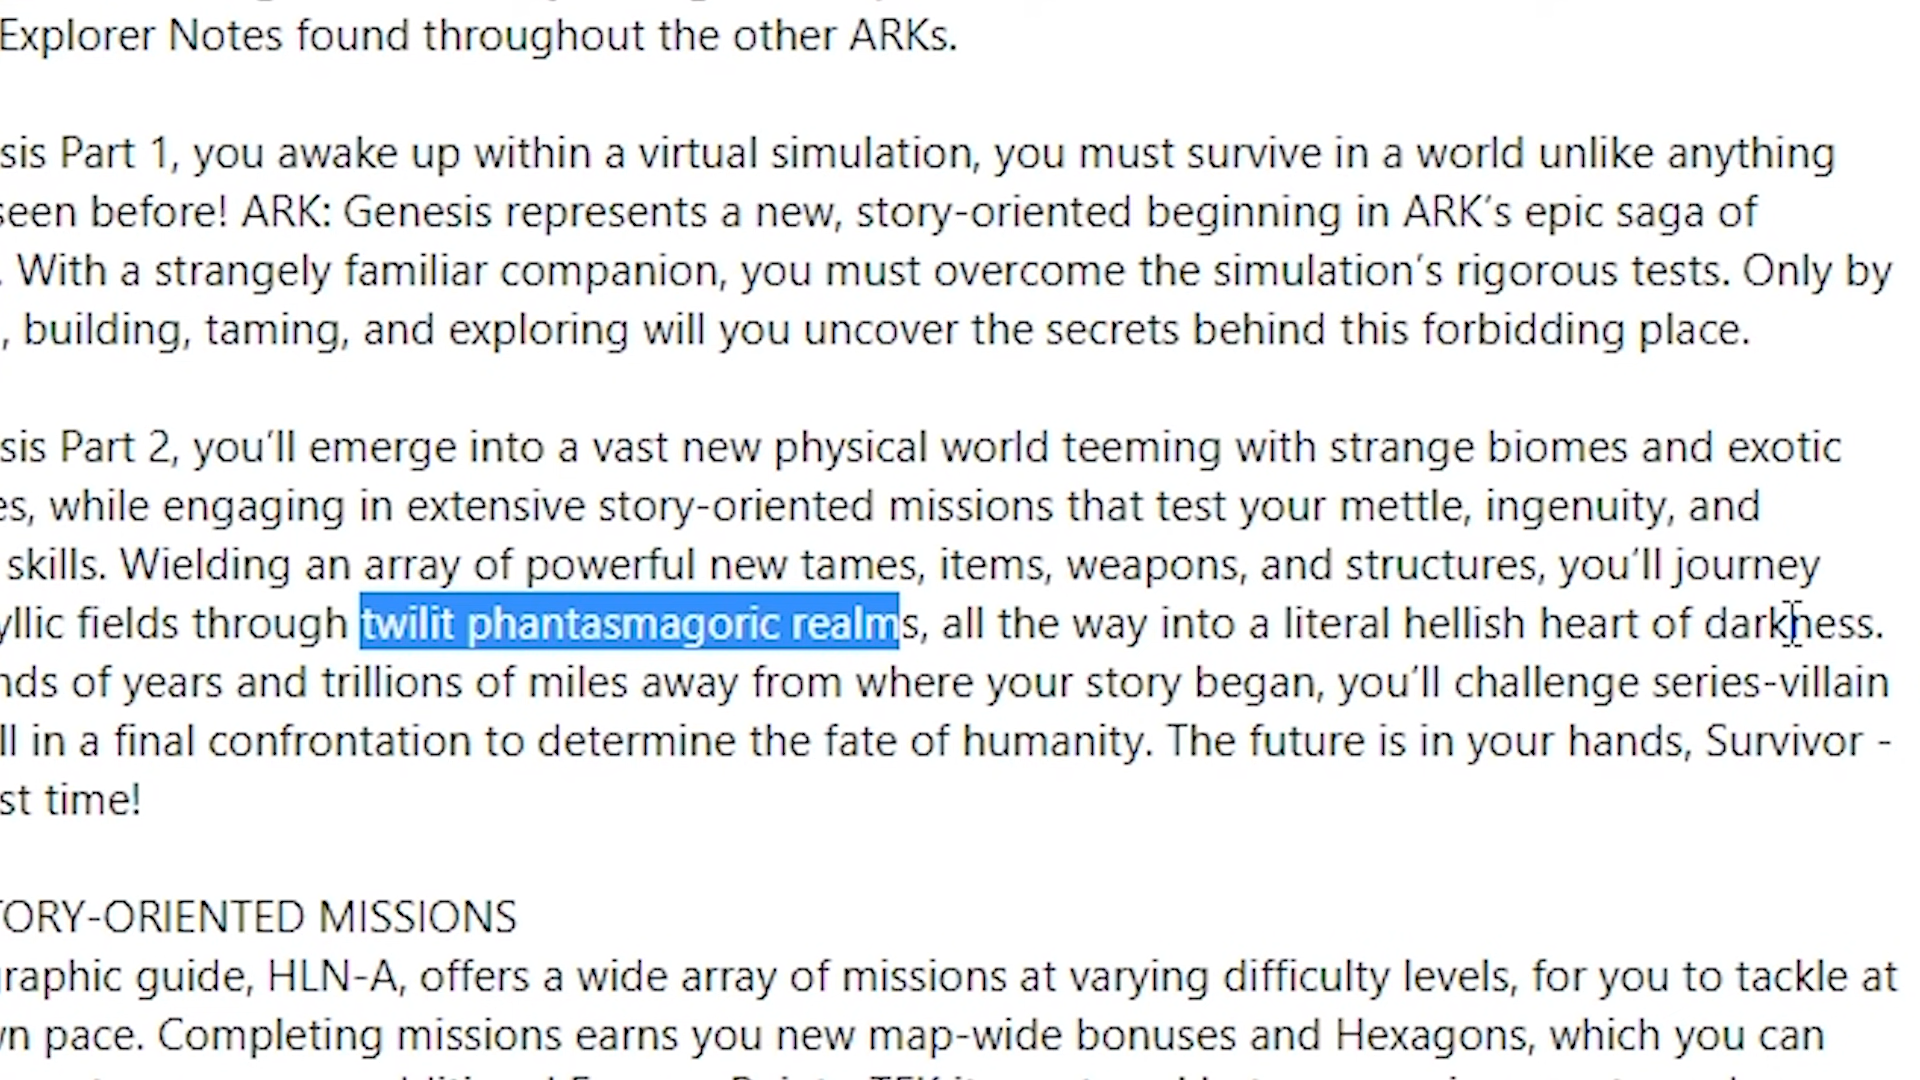 Explorer Notes found throughout the other ARKs.
sis Part 1, you awake up within a virtual simulation, you must survive in a world unlike anything
seen before! ARK: Genesis represents a new, story-oriented beginning in ARK's epic saga of
. With a strangely familiar companion, you must overcome the simulation's rigorous tests. Only by
, building, taming, and exploring will you uncover the secrets behind this forbidding place.
sis Part 2, you'll emerge into a vast new physical world teeming with strange biomes and exotic
es, while engaging in extensive story-oriented missions that test your mettle, ingenuity, and
skills. Wielding an array of powerful new tames, items, weapons, and structures, you'll journey
yllic fields through twilit phantasmagoric realms, all the way into a literal hellish heart of darkness.
nds of years and trillions of miles away from where your story began, you'll challenge series-villain
ll in a final confrontation to determine the fate of humanity. The future is in your hands, Survivor -
st time!
TORY-ORIENTED MISSIONS
graphic guide, HLN-A, offers a wide array of missions at varying difficulty levels, for you to tackle at
wn pace. Completing missions earns you new map-wide bonuses and Hexagons, which you can